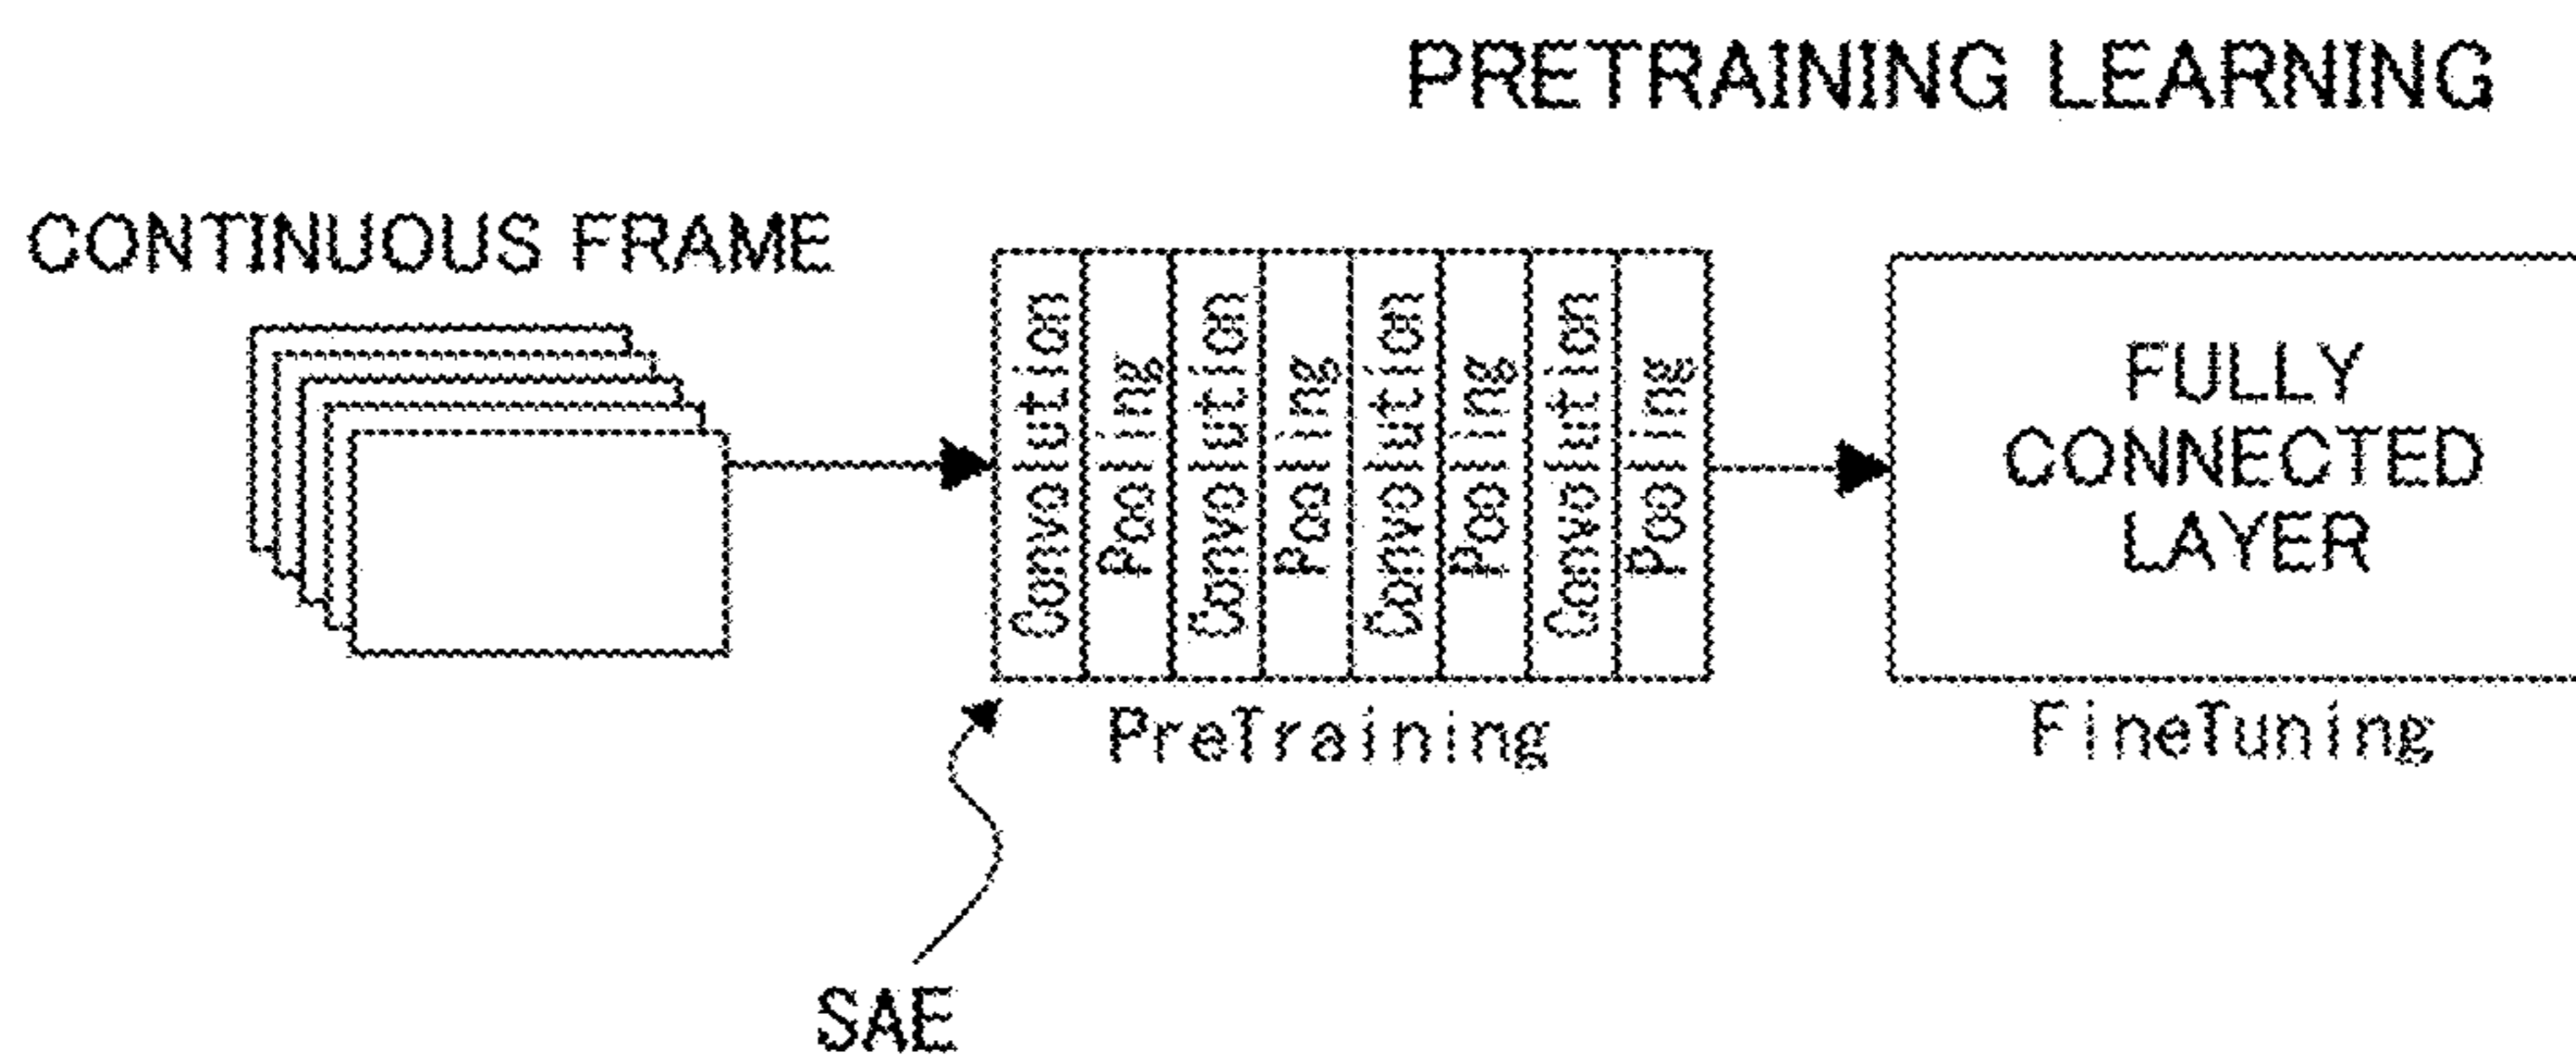 PRETRAINING LEARNING
CONTINUOUS FRAME
Convolution
Pooling
Convolution
Pooling
Convolution
Pooling
Convolution
Pooling
FULLY
CONNECTED
LAYER
PreTraining
FineTuning
SAE